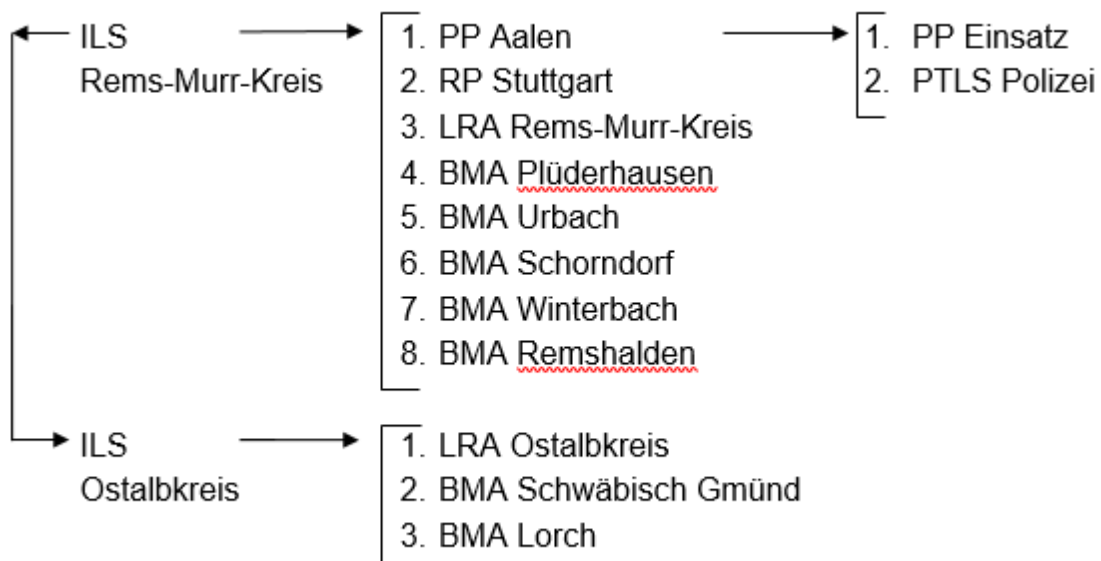 ILS
Rems-Murr-Kreis
1. PP Aalen
2. RP Stuttgart
3. LRA Rems-Murr-Kreis
4. BMA Plüderhausen
5. BMA Urbach
6. BMA Schorndorf
7. BMA Winterbach
8. BMA Remshalden
1. PP Einsatz
2. PTLS Polizei
ILS
Ostalbkreis
1. LRA Ostalbkreis
2. BMA Schwäbisch Gmünd
3. BMA Lorch